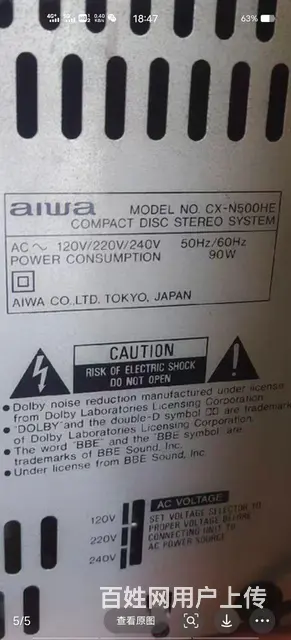 18:47
63%
aiwa MODEL NO. CX-N500HE
COMPACT DISC STEREO SYSTEM
AC～ 120V/220V/240V 50Hz/60Hz
POWER CONSUMPTION 90W
AIWA CO.,LTD. TOKYO, JAPAN
CAUTION
RISK OF ELECTRIC SHOCK
DO NOT OPEN
● Dolby noise reduction manufactured under license
from Dolby Laboratories Licensing Corporation.
● "DOLBY" and the double-D symbol are trademarks
of Dolby Laboratories Licensing Corporation.
● The word "BBE" and the "BBE symbol" are
trademarks of BBE Sound, Inc.
● Under license from BBE Sound, Inc.
AC VOLTAGE
120V
220V
240V
SET VOLTAGE SELECTOR TO
PROPER VOLTAGE BEFORE
CONNECTING UNIT TO
AC POWER SOURCE
百姓网用户上传
5/5
查看原图